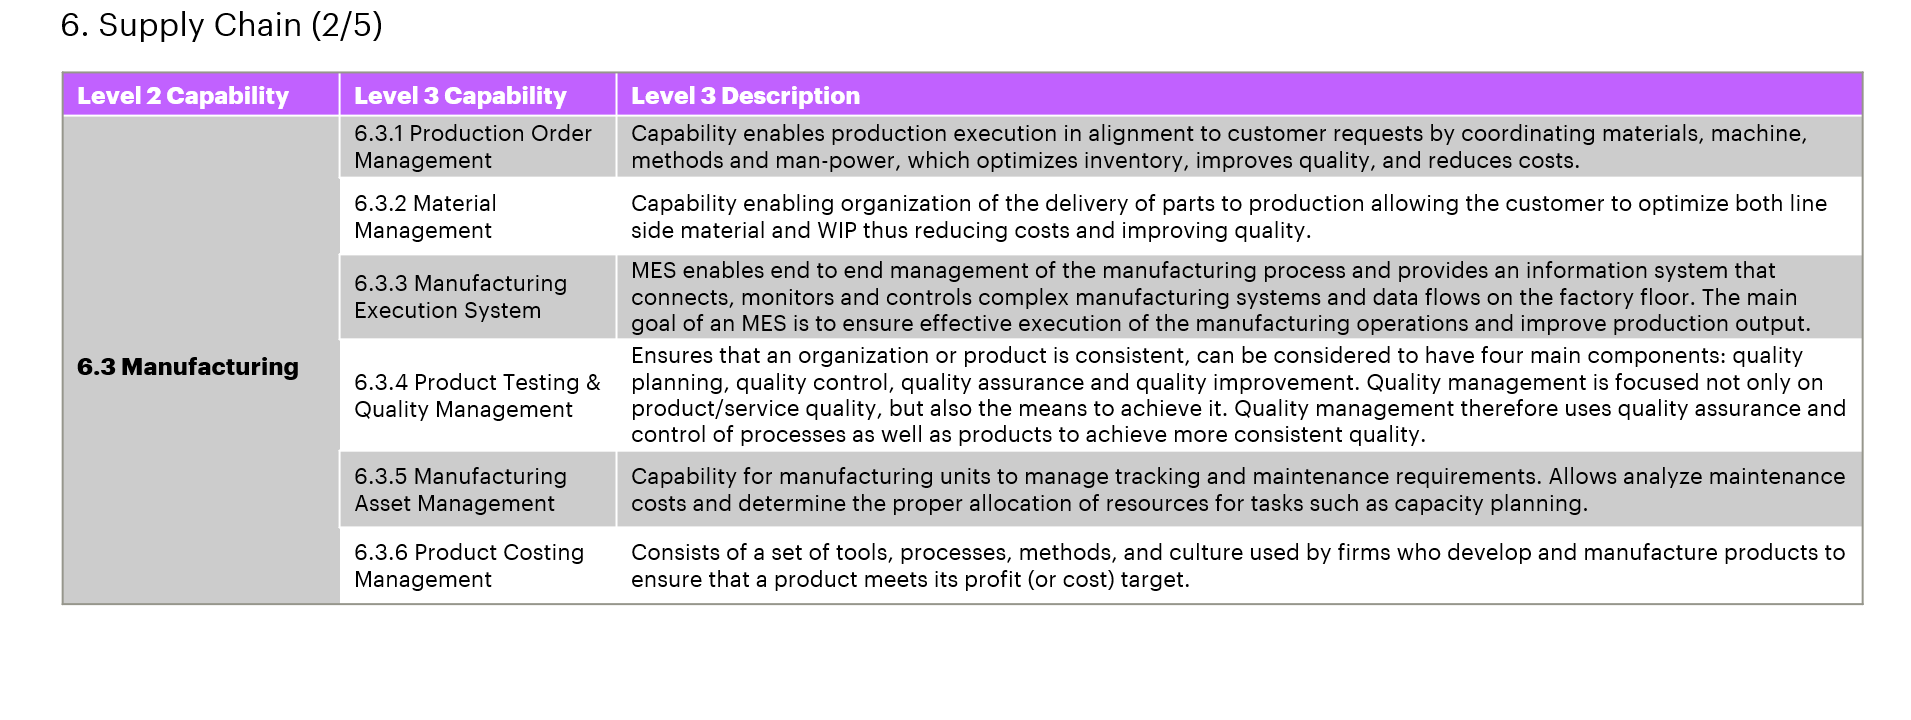 6. Supply Chain (2/5)
Level 2 Capability
Level 3 Capability
Level 3 Description
6.3 Manufacturing
6.3.1 Production Order
Management
Capability enables production execution in alignment to customer requests by coordinating materials, machine,
methods and man-power, which optimizes inventory, improves quality, and reduces costs.
6.3.2 Material
Management
Capability enabling organization of the delivery of parts to production allowing the customer to optimize both line
side material and WIP thus reducing costs and improving quality.
6.3.3 Manufacturing
Execution System
MES enables end to end management of the manufacturing process and provides an information system that
connects, monitors and controls complex manufacturing systems and data flows on the factory floor. The main
goal of an MES is to ensure effective execution of the manufacturing operations and improve production output.
6.3.4 Product Testing &
Quality Management
Ensures that an organization or product is consistent, can be considered to have four main components: quality
planning, quality control, quality assurance and quality improvement. Quality management is focused not only on
product/service quality, but also the means to achieve it. Quality management therefore uses quality assurance and
control of processes as well as products to achieve more consistent quality.
6.3.5 Manufacturing
Asset Management
Capability for manufacturing units to manage tracking and maintenance requirements. Allows analyze maintenance
costs and determine the proper allocation of resources for tasks such as capacity planning.
6.3.6 Product Costing
Management
Consists of a set of tools, processes, methods, and culture used by firms who develop and manufacture products to
ensure that a product meets its profit (or cost) target.